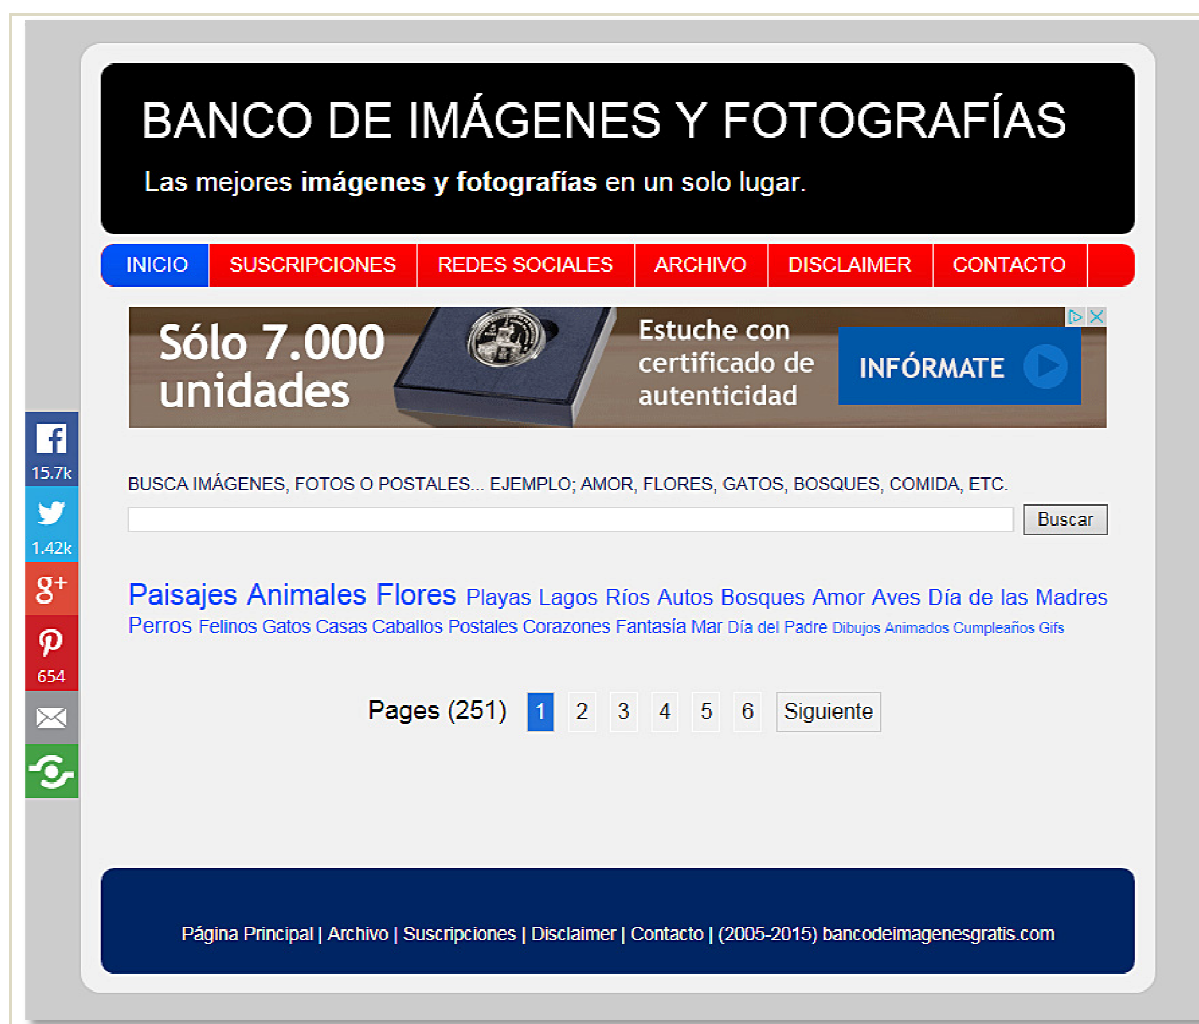 BANCO DE IMÁGENES Y FOTOGRAFÍAS
Las mejores imágenes y fotografías en un solo lugar.
INICIO SUSCRIPCIONES REDES SOCIALES ARCHIVO DISCLAIMER CONTACTO
Sólo 7.000
unidades
Estuche con
certificado de
autenticidad
INFÓRMATE
15.7k
1.42k
g+
654
BUSCA IMÁGENES, FOTOS O POSTALES... EJEMPLO; AMOR, FLORES, GATOS, BOSQUES, COMIDA, ETC.
Buscar
Paisajes Animales Flores Playas Lagos Ríos Autos Bosques Amor Aves Día de las Madres
Perros Felinos Gatos Casas Caballos Postales Corazones Fantasía Mar Día del Padre Dibujos Animados Cumpleaños Gifs
Pages (251) 1 2 3 4 5 6 Siguiente
Página Principal | Archivo | Suscripciones | Disclaimer | Contacto | (2005-2015) bancodeimagenesgratis.com